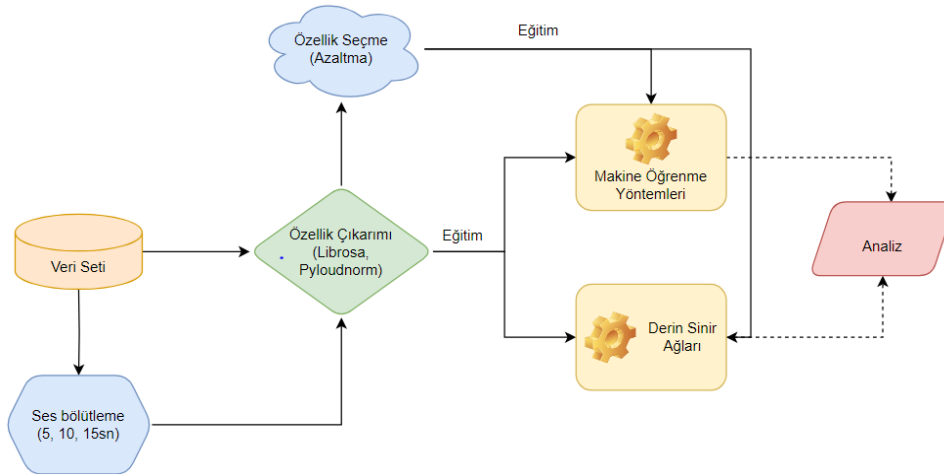 Özellik Seçme
(Azaltma)
Eğitim
Makine Öğrenme
Yöntemleri
Veri Seti
Özellik Çıkarımı
(Librosa,
Pyloudnorm)
Eğitim
Analiz
Derin Sinir
Ağları
Ses bölütleme
(5, 10, 15sn)